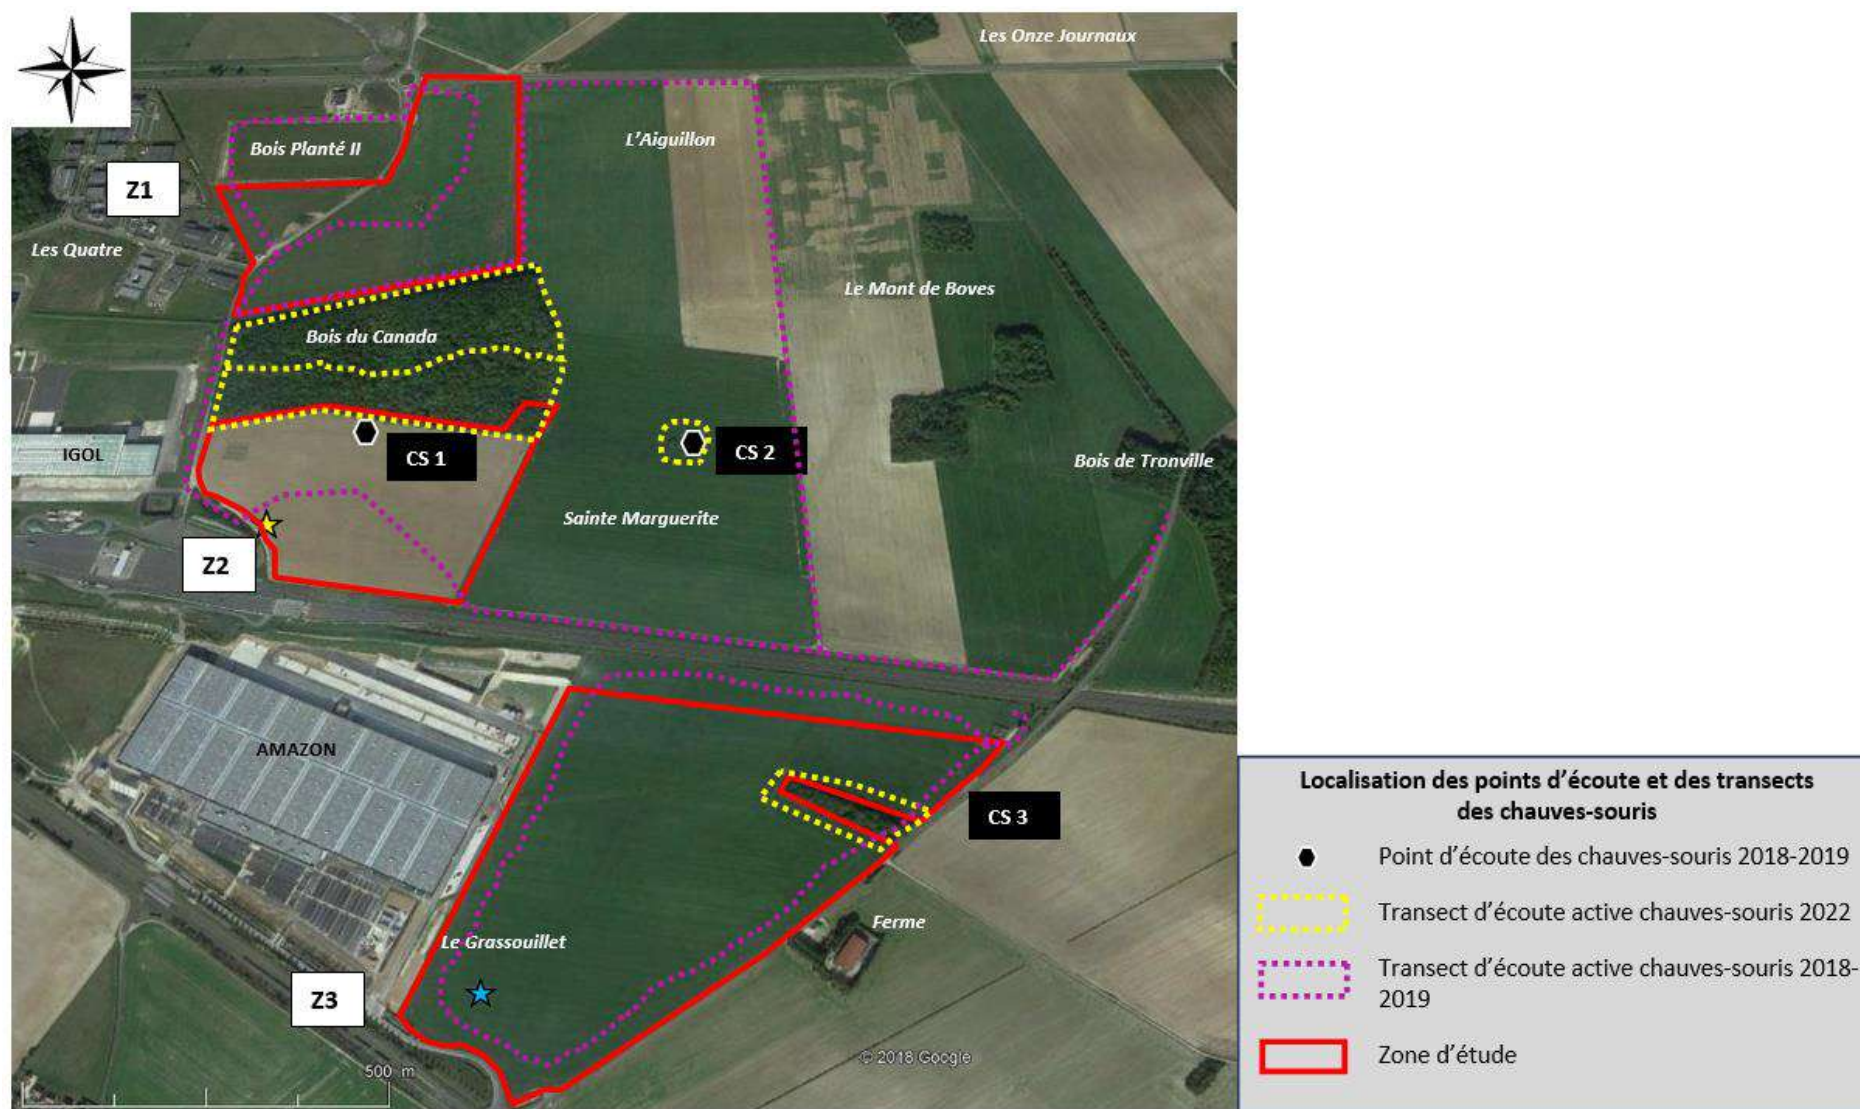 Les Onze Journaux
L'Aiguillon
Bois Planté II
Z1
Les Quatre
Le Mont de Boves
Bois du Canada
IGOL
CS 1
CS 2
Bois de Tronville
Sainte Marguerite
Z2
AMAZON
CS 3
Ferme
Le Grassouillet
Z3
© 2018 Google
500 m
Localisation des points d'écoute et des transects
des chauves-souris
Point d'écoute des chauves-souris 2018-2019
Transect d'écoute active chauves-souris 2022
Transect d'écoute active chauves-souris 2018-
2019
Zone d'étude